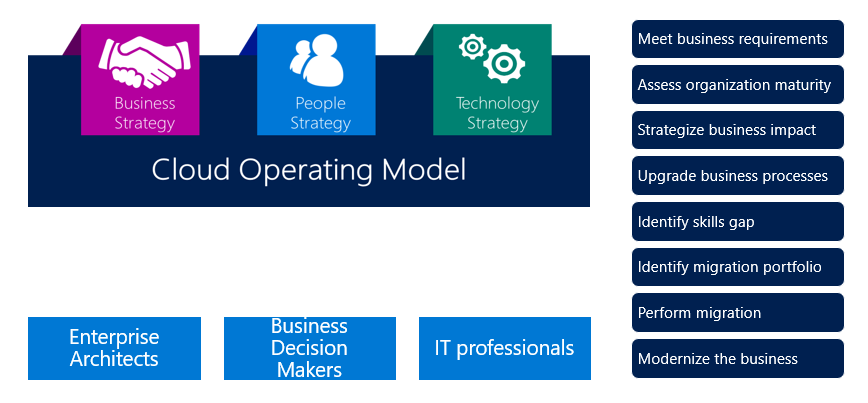 Business
Strategy
People
Strategy
Technology
Strategy
Cloud Operating Model
Enterprise
Architects
Business
Decision
Makers
IT professionals
Meet business requirements
Assess organization maturity
Strategize business impact
Upgrade business processes
Identify skills gap
Identify migration portfolio
Perform migration
Modernize the business